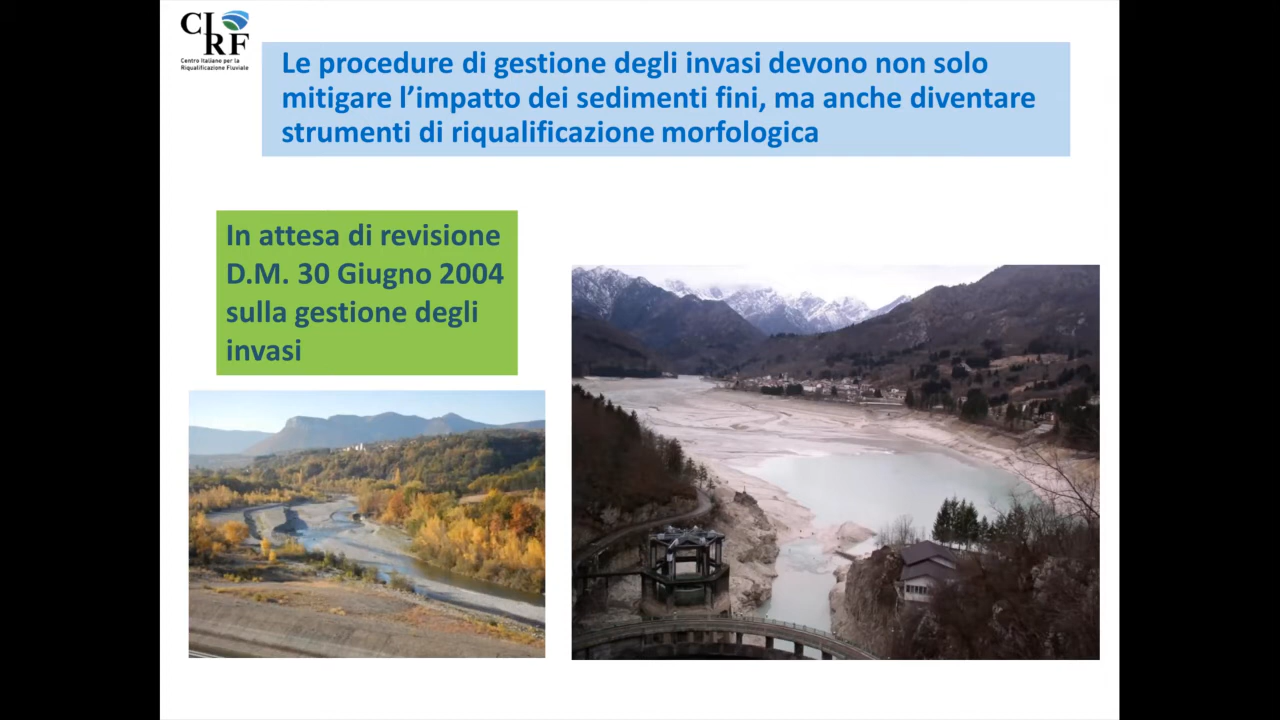 CIRF
Centro Italiano per la
Riqualificazione Fluviale
Le procedure di gestione degli invasi devono non solo
mitigare l’impatto dei sedimenti fini, ma anche diventare
strumenti di riqualificazione morfologica
In attesa di revisione
D.M. 30 Giugno 2004
sulla gestione degli
invasi